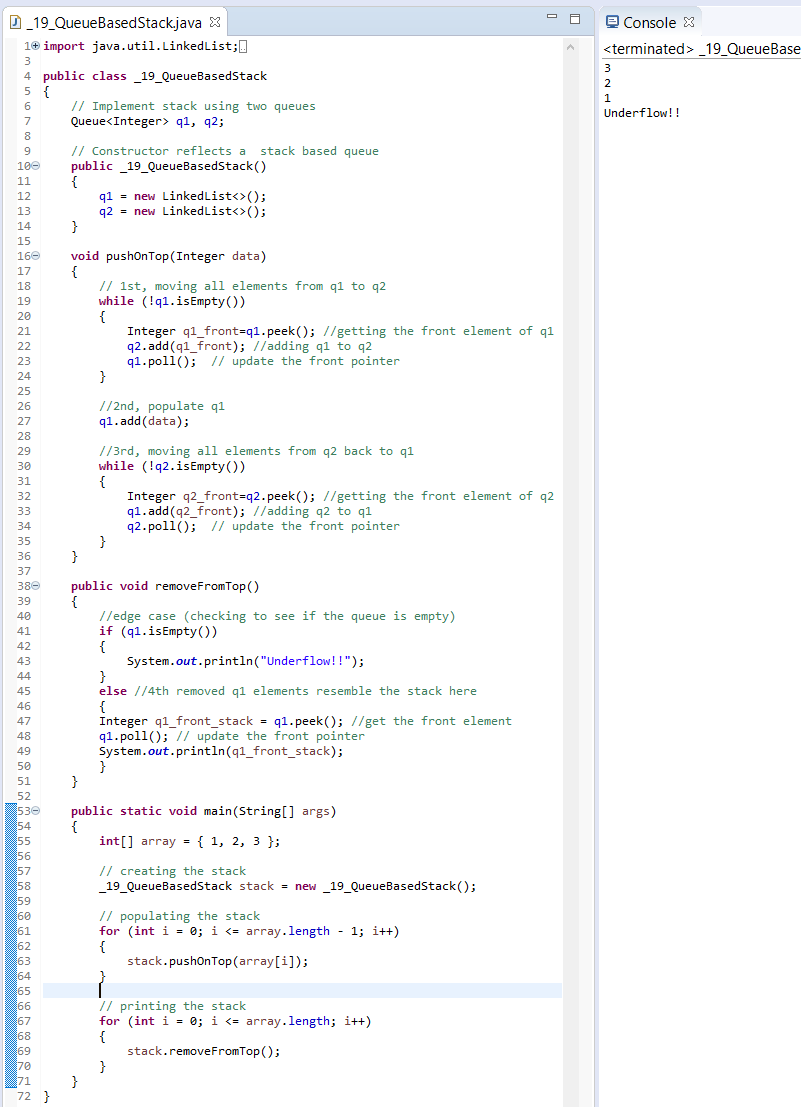 _19_QueueBasedStack.java
1 import java.util.LinkedList;
3
4 public class _19_QueueBasedStack
5 {
6     // Implement stack using two queues
7     Queue<Integer> q1, q2;
8
9     // Constructor reflects a  stack based queue
10     public _19_QueueBasedStack()
11     {
12         q1 = new LinkedList<>();
13         q2 = new LinkedList<>();
14     }
15
16     void pushOnTop(Integer data)
17     {
18         // 1st, moving all elements from q1 to q2
19         while (!q1.isEmpty())
20         {
21             Integer q1_front=q1.peek(); //getting the front element of q1
22             q2.add(q1_front); //adding q1 to q2
23             q1.poll();  // update the front pointer
24         }
25
26         //2nd, populate q1
27         q1.add(data);
28
29         //3rd, moving all elements from q2 back to q1
30         while (!q2.isEmpty())
31         {
32             Integer q2_front=q2.peek(); //getting the front element of q2
33             q1.add(q2_front); //adding q2 to q1
34             q2.poll();  // update the front pointer
35         }
36     }
37
38     public void removeFromTop()
39     {
40         //edge case (checking to see if the queue is empty)
41         if (q1.isEmpty())
42         {
43             System.out.println("Underflow!!");
44         }
45         else //4th removed q1 elements resemble the stack here
46         {
47         Integer q1_front_stack = q1.peek(); //get the front element
48         q1.poll(); // update the front pointer
49         System.out.println(q1_front_stack);
50         }
51     }
52
53     public static void main(String[] args)
54     {
55         int[] array = { 1, 2, 3 };
56
57         // creating the stack
58         _19_QueueBasedStack stack = new _19_QueueBasedStack();
59
60         // populating the stack
61         for (int i = 0; i <= array.length - 1; i++)
62         {
63             stack.pushOnTop(array[i]);
64         }
65
66         // printing the stack
67         for (int i = 0; i <= array.length; i++)
68         {
69             stack.removeFromTop();
70         }
71     }
72 }
Console
<terminated> _19_QueueBase
3
2
1
Underflow!!